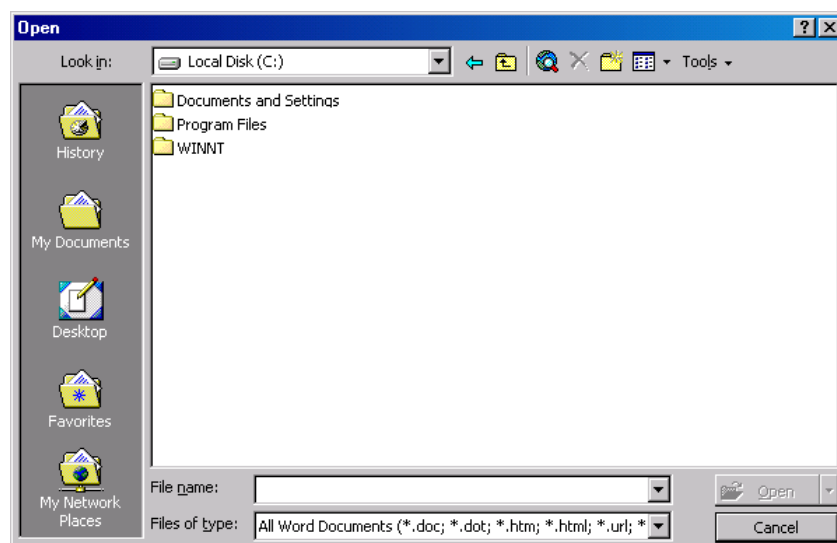 Open
Look in:
Local Disk (C:)
Tools
Documents and Settings
Program Files
WINNT
History
My Documents
Desktop
Favorites
My Network
Places
File name:
Open
Files of type:
All Word Documents (*.doc; *.dot; *.htm; *.html; *.url; *
Cancel